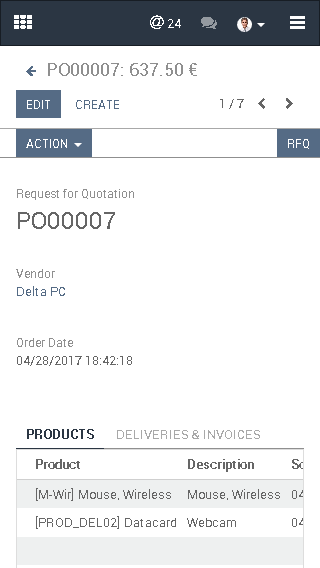 @ 24
PO00007: 637.50 €
EDIT CREATE 1 / 7
ACTION RFQ
Request for Quotation
PO00007
Vendor
Delta PC
Order Date
04/28/2017 18:42:18
PRODUCTS DELIVERIES & INVOICES
Product Description Sc
[M-Wir] Mouse, Wireless Mouse, Wireless 04
[PROD_DEL02] Datacard Webcam 04